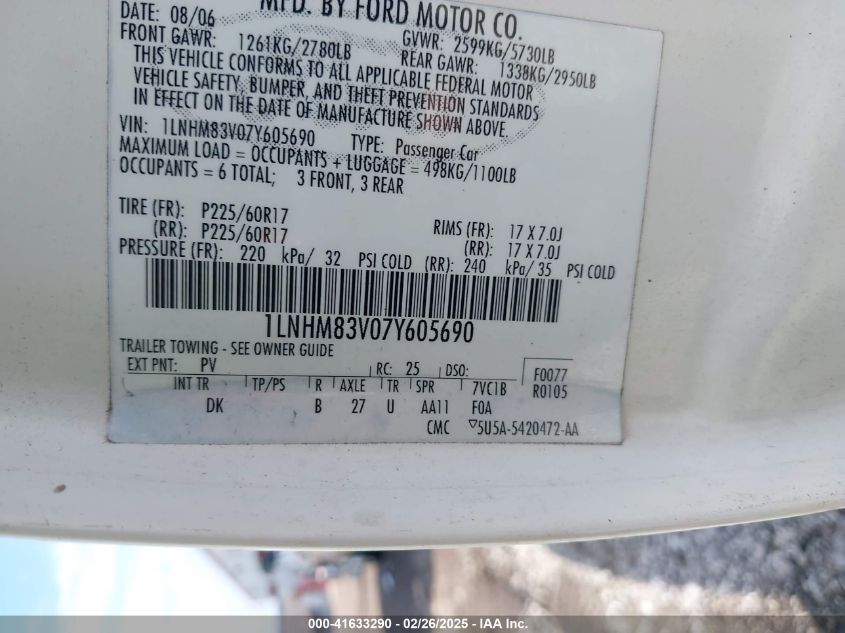 MFD. BY FORD MOTOR CO.
DATE: 08/06 GVWR: 2599KG/5730LB
FRONT GAWR: 1261KG/2780LB REAR GAWR: 1338KG/2950LB
THIS VEHICLE CONFORMS TO ALL APPLICABLE FEDERAL MOTOR
VEHICLE SAFETY, BUMPER, AND THEFT PREVENTION STANDARDS
IN EFFECT ON THE DATE OF MANUFACTURE SHOWN ABOVE.
VIN: 1LNHM83V07Y605690 TYPE: Passenger Car
MAXIMUM LOAD = OCCUPANTS + LUGGAGE = 498KG/1100LB
OCCUPANTS = 6 TOTAL; 3 FRONT, 3 REAR
TIRE (FR): P225/60R17 RIMS (FR): 17 X 7.0J
(RR): P225/60R17 (RR): 17 X 7.0J
PRESSURE (FR): 220 kPa/ 32 PSI COLD (RR): 240 kPa/ 35 PSI COLD
1LNHM83V07Y605690
TRAILER TOWING - SEE OWNER GUIDE
EXT PNT: PV RC: 25 DSO: F0077
INT TR TP/PS R AXLE TR SPR 7VC1B R0105
DK B 27 U AA11 F0A
CMC ▽5U5A-5420472-AA
000-41633290 - 02/26/2025 - IAA Inc.